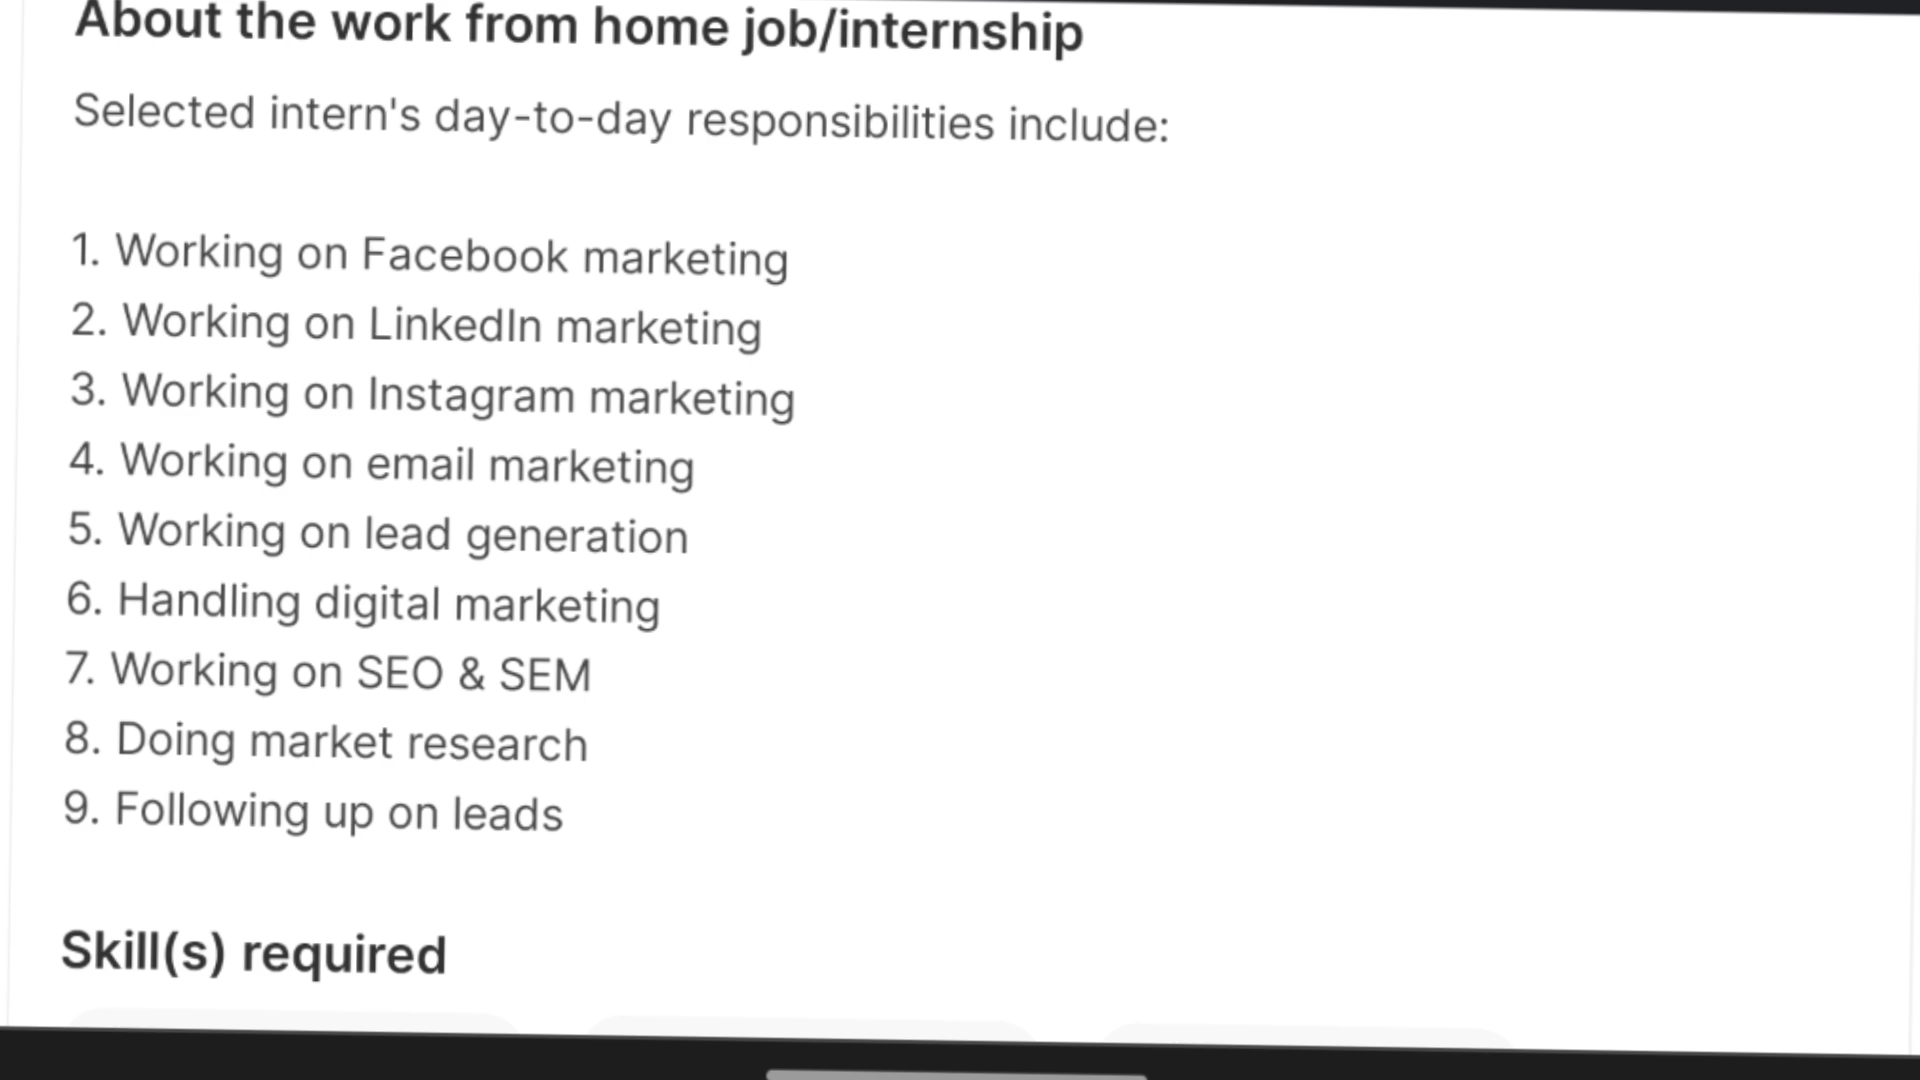 About the work from home job/internship
Selected intern's day-to-day responsibilities include:
1. Working on Facebook marketing
2. Working on LinkedIn marketing
3. Working on Instagram marketing
4. Working on email marketing
5. Working on lead generation
6. Handling digital marketing
7. Working on SEO & SEM
8. Doing market research
9. Following up on leads
Skill(s) required